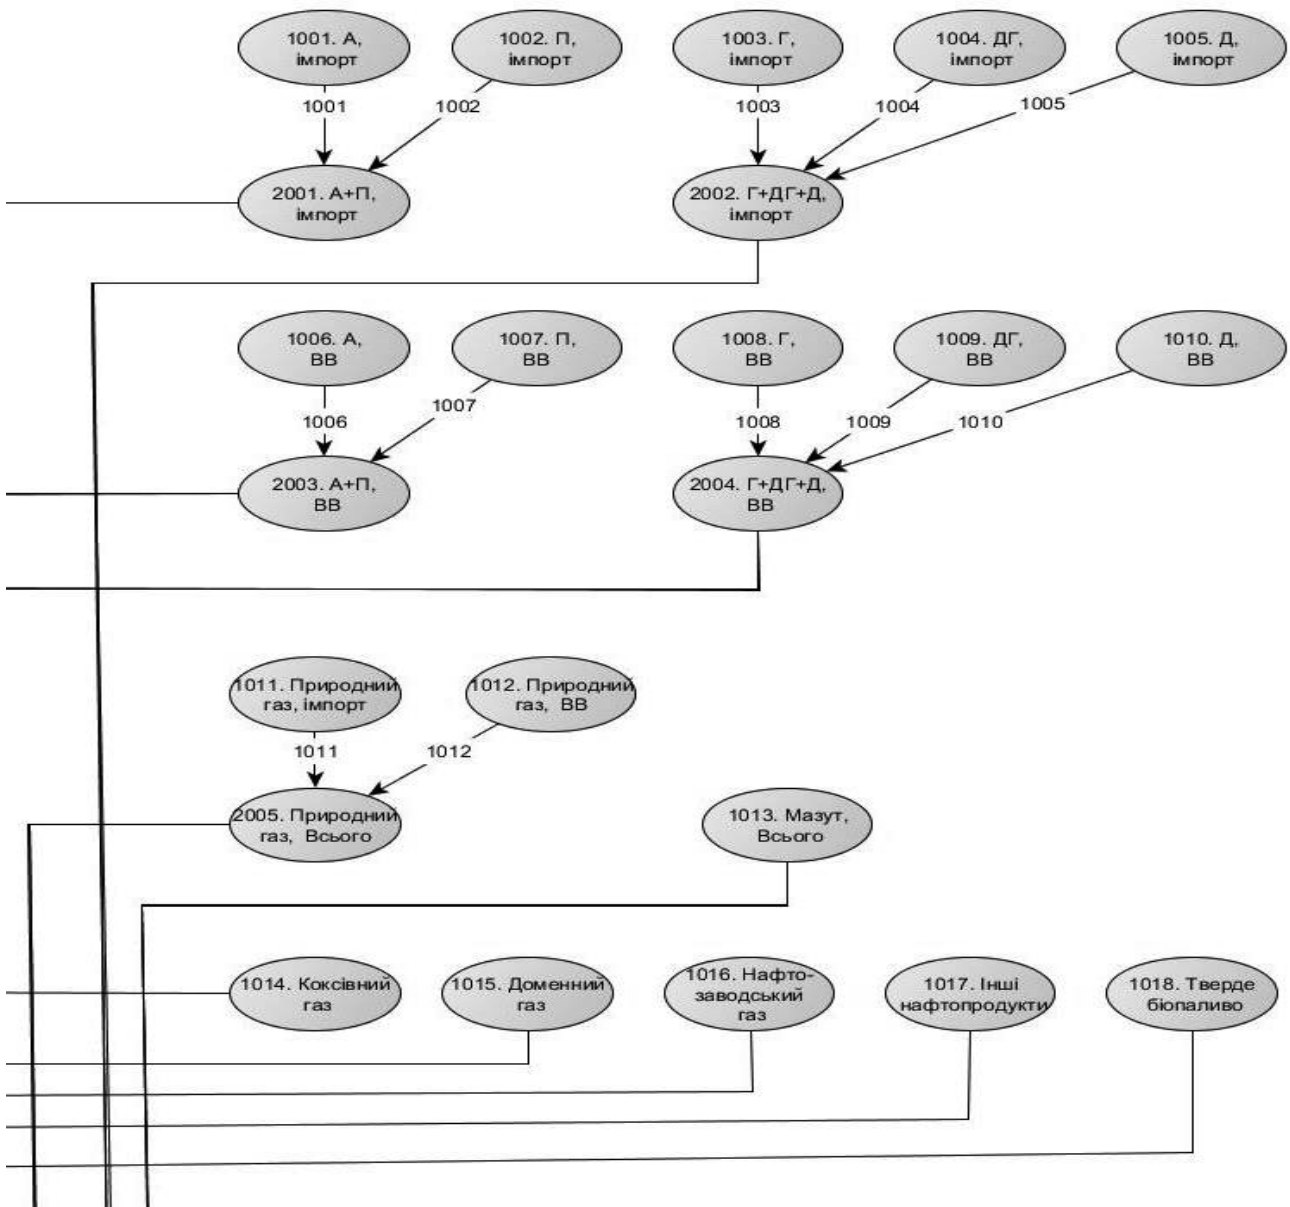 1001. А,
імпорт
1002. П,
імпорт
1003. Г,
імпорт
1004. ДГ,
імпорт
1005. Д,
імпорт
1001
1002
1003
1004
1005
2001. А+П,
імпорт
2002. Г+ДГ+Д,
імпорт
1006. А,
ВВ
1007. П,
ВВ
1008. Г,
ВВ
1009. ДГ,
ВВ
1010. Д,
ВВ
1006
1007
1008
1009
1010
2003. А+П,
ВВ
2004. Г+ДГ+Д,
ВВ
1011. Природний
газ, імпорт
1012. Природний
газ, ВВ
1011
1012
2005. Природний
газ, Всього
1013. Мазут,
Всього
1014. Коксівний
газ
1015. Доменний
газ
1016. Нафто-
заводський
газ
1017. Інші
нафтопродукти
1018. Тверде
біопаливо